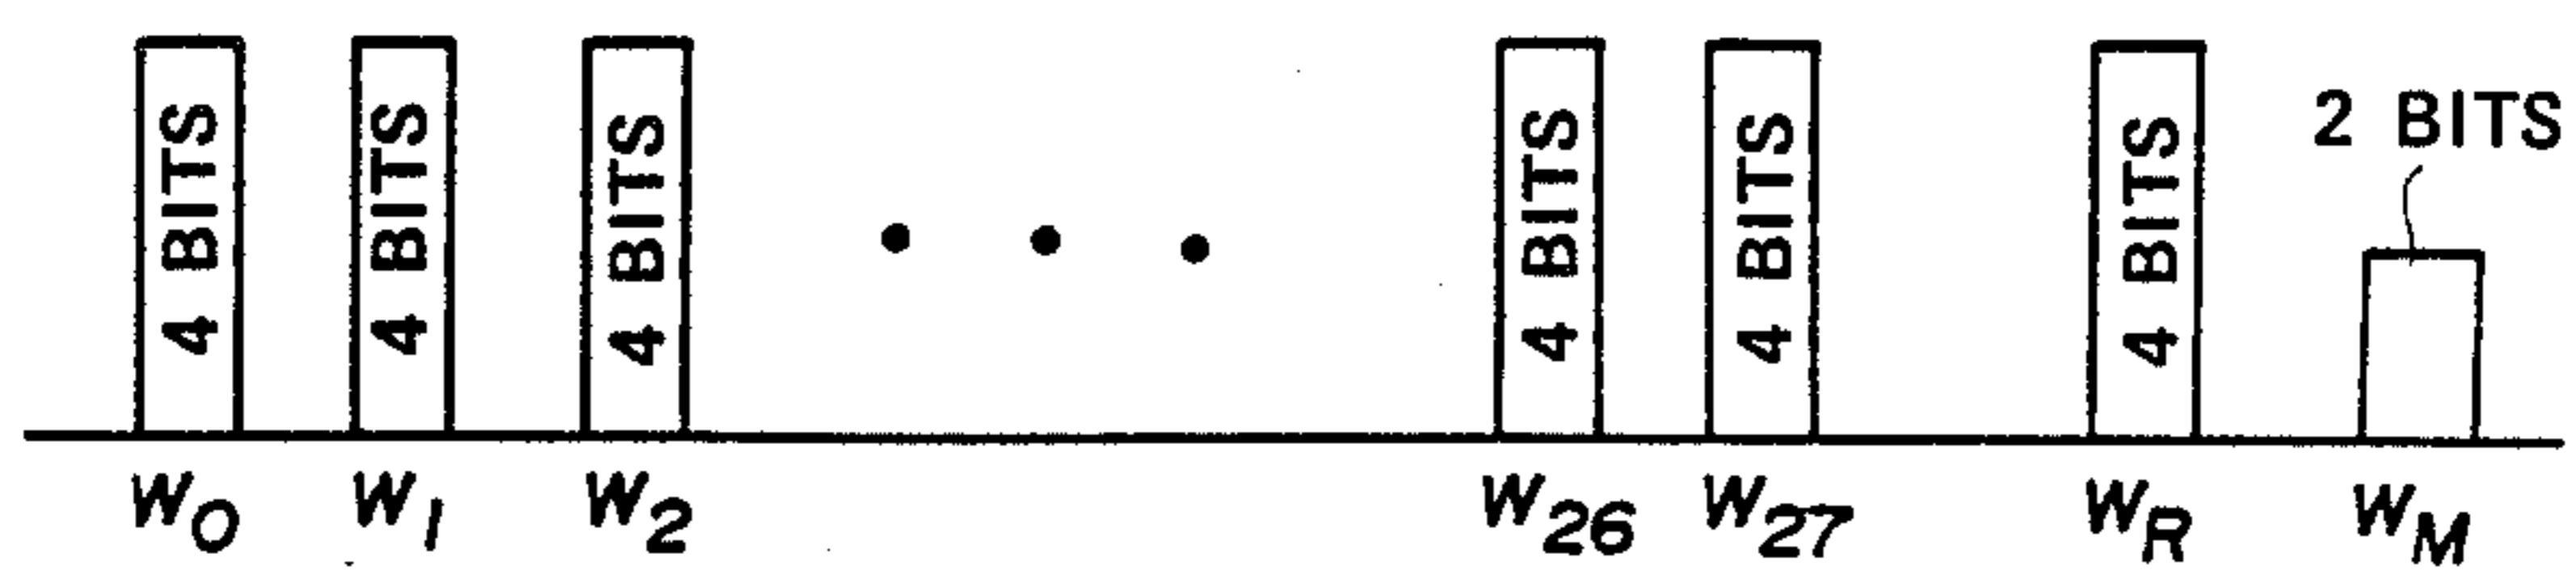 4 BITS 4 BITS 4 BITS • • • 4 BITS 4 BITS 4 BITS 2 BITS
W0 W1 W2 W26 W27 WR WM